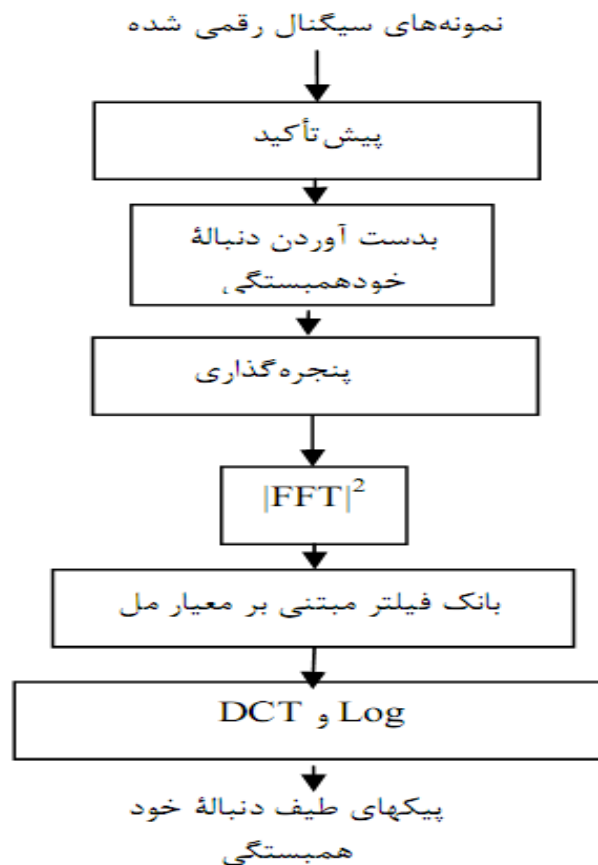 نمونه‌های سیگنال رقمی شده
پیش‌تأکید
بدست آوردن دنبالۀ
خودهمبستگی
پنجره‌گذاری
|FFT|²
بانک فیلتر مبتنی بر معیار مل
Log و DCT
پیکهای طیف دنبالۀ خود
همبستگی